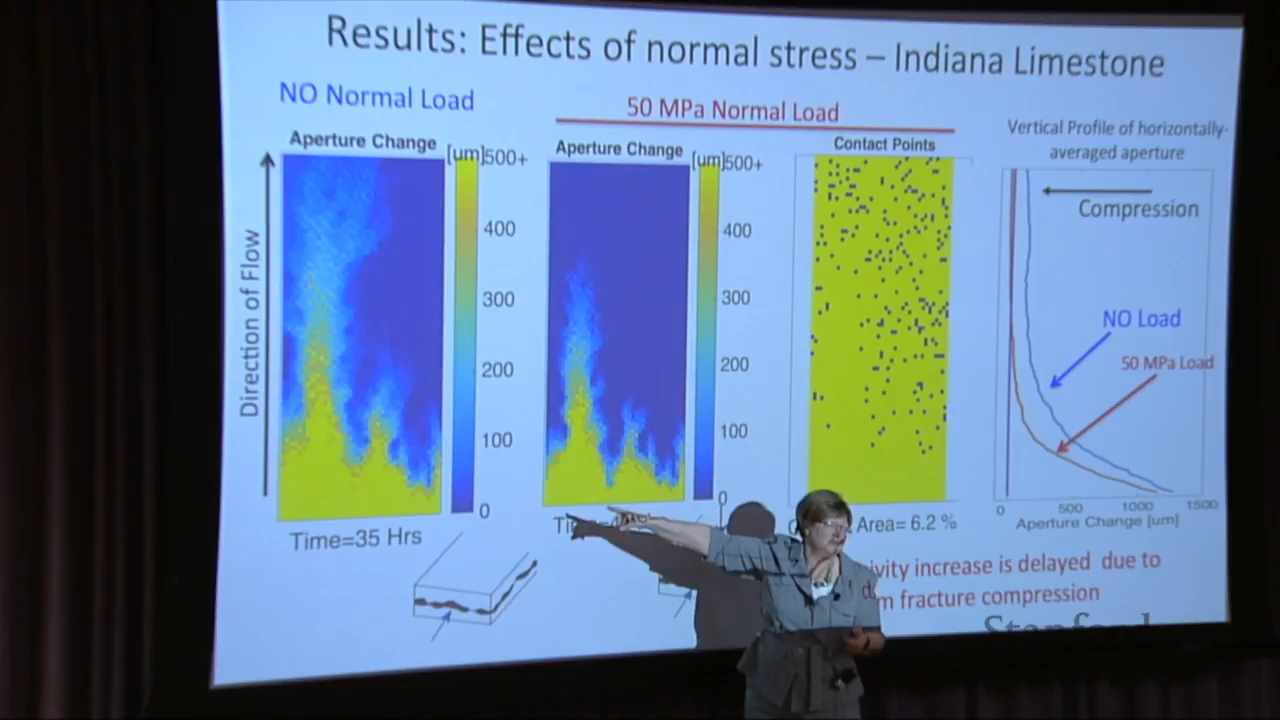 Results: Effects of normal stress – Indiana Limestone
NO Normal Load
50 MPa Normal Load
Aperture Change
[um]500+
400
300
200
100
0
Direction of Flow
Time=35 Hrs
Aperture Change
[um]500+
400
300
200
100
0
Contact Points
Area= 6.2 %
Vertical Profile of horizontally-
averaged aperture
Compression
NO Load
50 MPa Load
0 500 1000 1500
Aperture Change [um]
increase is delayed due to
fracture compression
Stanford